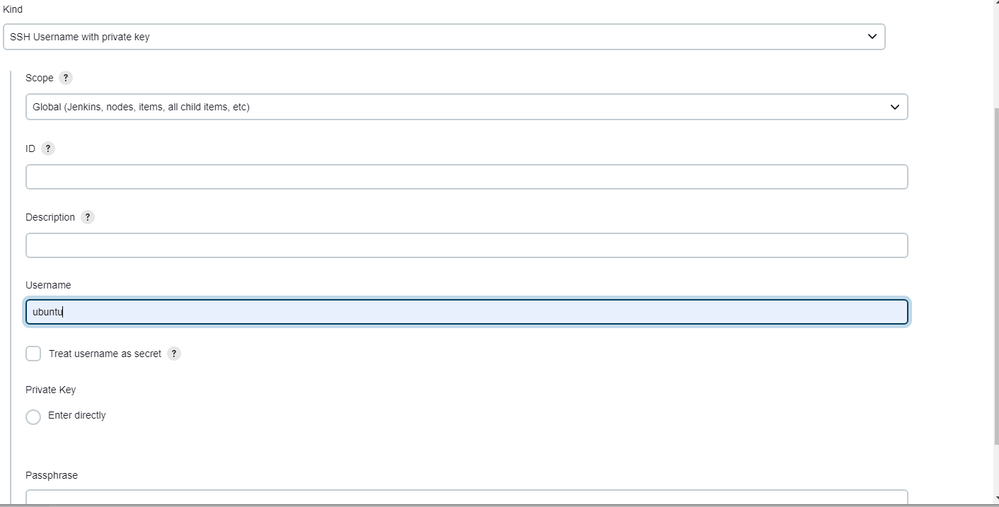 Kind
SSH Username with private key
Scope ?
Global (Jenkins, nodes, items, all child items, etc)
ID ?
Description ?
Username
ubuntu
Treat username as secret ?
Private Key
Enter directly
Passphrase